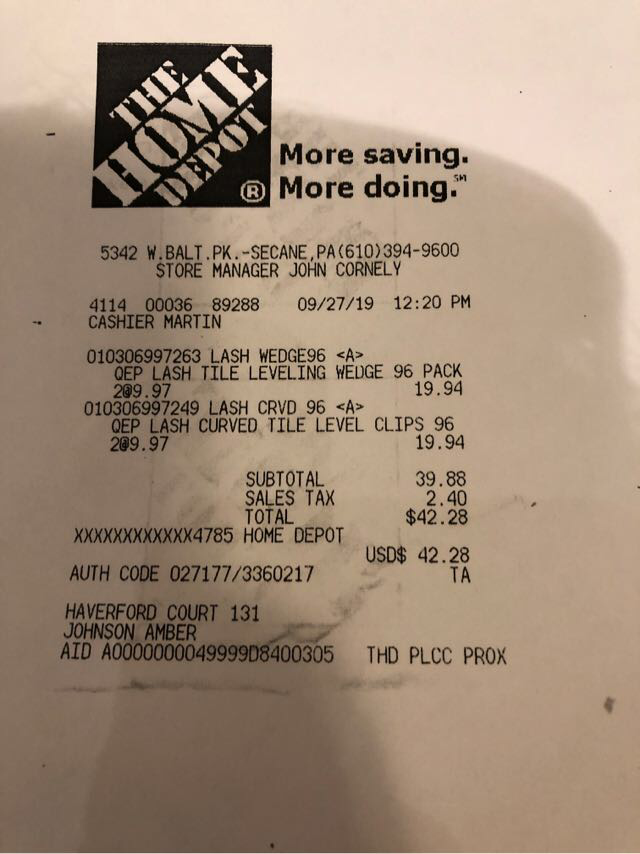 THE
HOME
DEPOT
®
More saving.
More doing.℠
5342 W.BALT.PK.-SECANE,PA(610)394-9600
STORE MANAGER JOHN CORNELY
4114 00036 89288 09/27/19 12:20 PM
CASHIER MARTIN
010306997263 LASH WEDGE96 <A>
QEP LASH TILE LEVELING WEDGE 96 PACK
2@9.97 19.94
010306997249 LASH CRVD 96 <A>
QEP LASH CURVED TILE LEVEL CLIPS 96
2@9.97 19.94
SUBTOTAL 39.88
SALES TAX 2.40
TOTAL $42.28
XXXXXXXXXXXX4785 HOME DEPOT
USD$ 42.28
AUTH CODE 027177/3360217 TA
HAVERFORD COURT 131
JOHNSON AMBER
AID A0000000049999D8400305 THD PLCC PROX